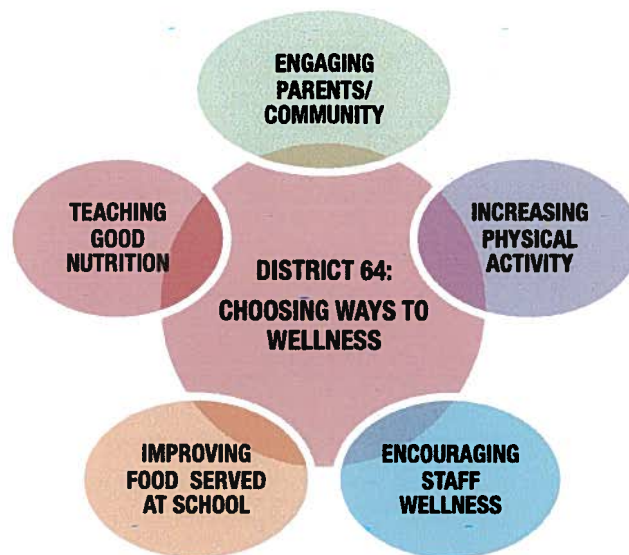 ENGAGING
PARENTS/
COMMUNITY
TEACHING
GOOD
NUTRITION
INCREASING
PHYSICAL
ACTIVITY
DISTRICT 64:
CHOOSING WAYS TO
WELLNESS
IMPROVING
FOOD SERVED
AT SCHOOL
ENCOURAGING
STAFF
WELLNESS